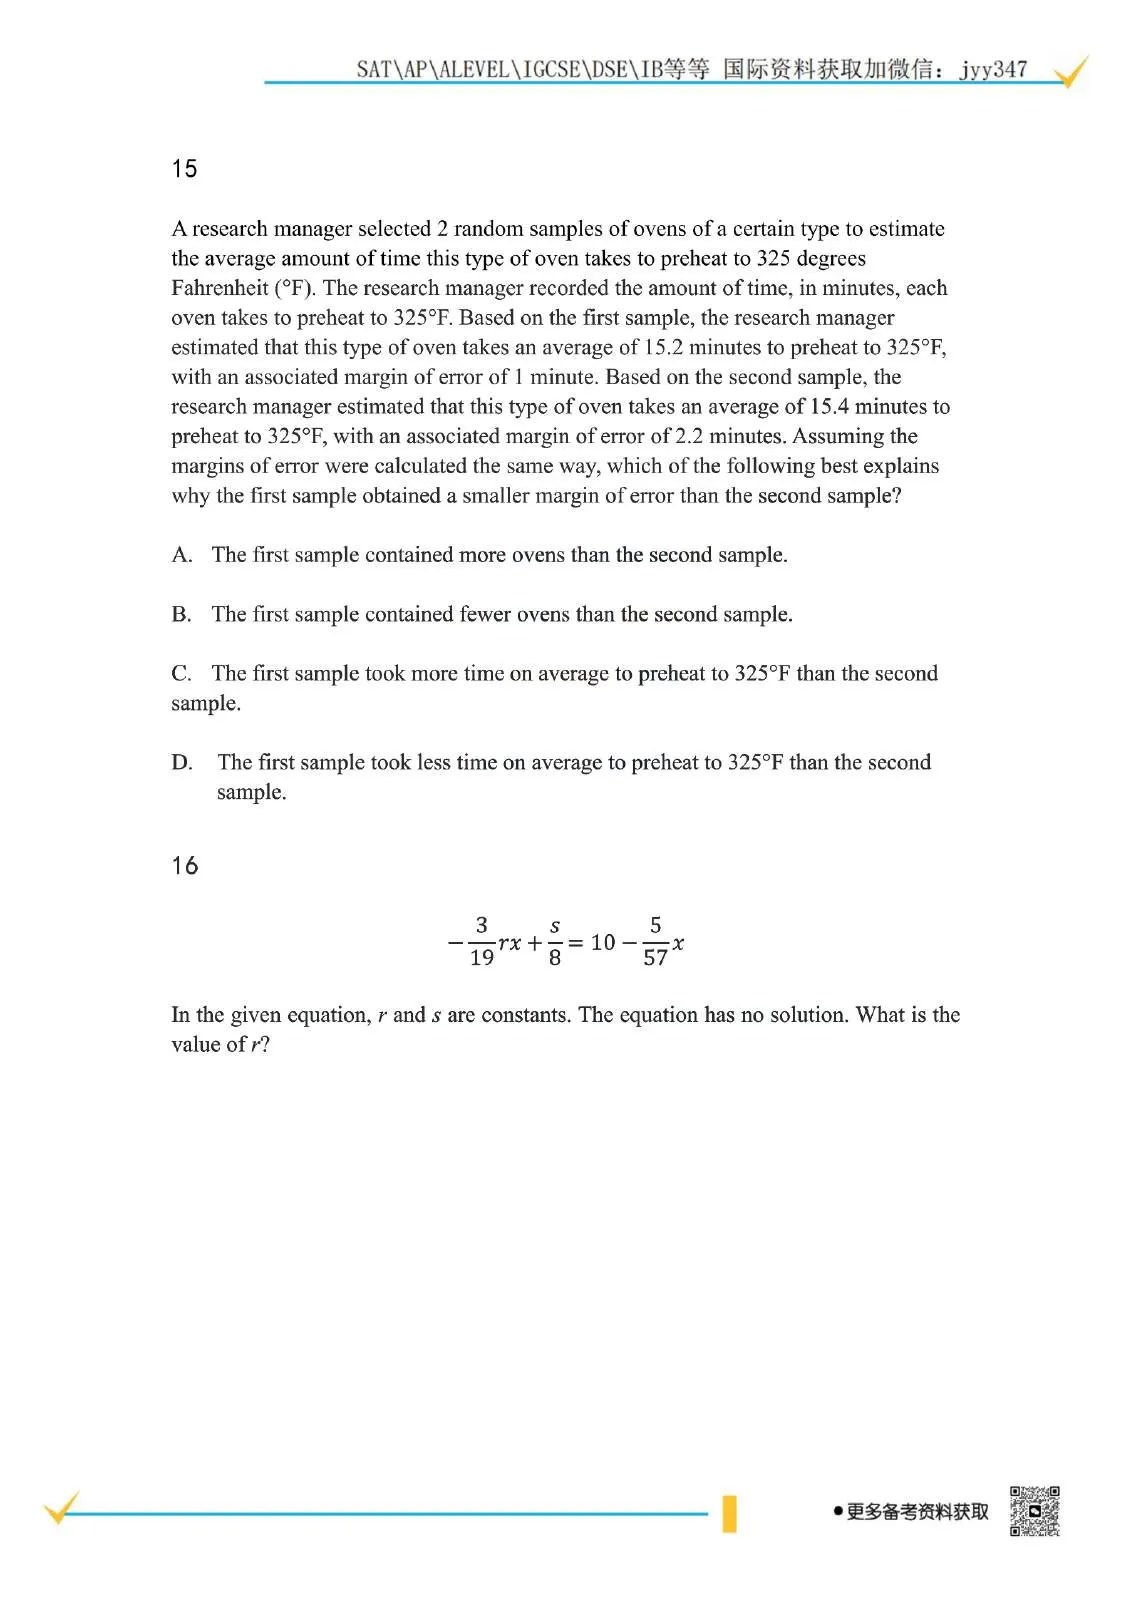 SAT\AP\ALEVEL\IGCSE\DSE\IB等等 国际资料获取加微信：jyy347
15
A research manager selected 2 random samples of ovens of a certain type to estimate
the average amount of time this type of oven takes to preheat to 325 degrees
Fahrenheit (°F). The research manager recorded the amount of time, in minutes, each
oven takes to preheat to 325°F. Based on the first sample, the research manager
estimated that this type of oven takes an average of 15.2 minutes to preheat to 325°F,
with an associated margin of error of 1 minute. Based on the second sample, the
research manager estimated that this type of oven takes an average of 15.4 minutes to
preheat to 325°F, with an associated margin of error of 2.2 minutes. Assuming the
margins of error were calculated the same way, which of the following best explains
why the first sample obtained a smaller margin of error than the second sample?
A. The first sample contained more ovens than the second sample.
B. The first sample contained fewer ovens than the second sample.
C. The first sample took more time on average to preheat to 325°F than the second
sample.
D. The first sample took less time on average to preheat to 325°F than the second
sample.
16
−3/19 rx + s/8 = 10 − 5/57 x
In the given equation, r and s are constants. The equation has no solution. What is the
value of r?
●更多备考资料获取